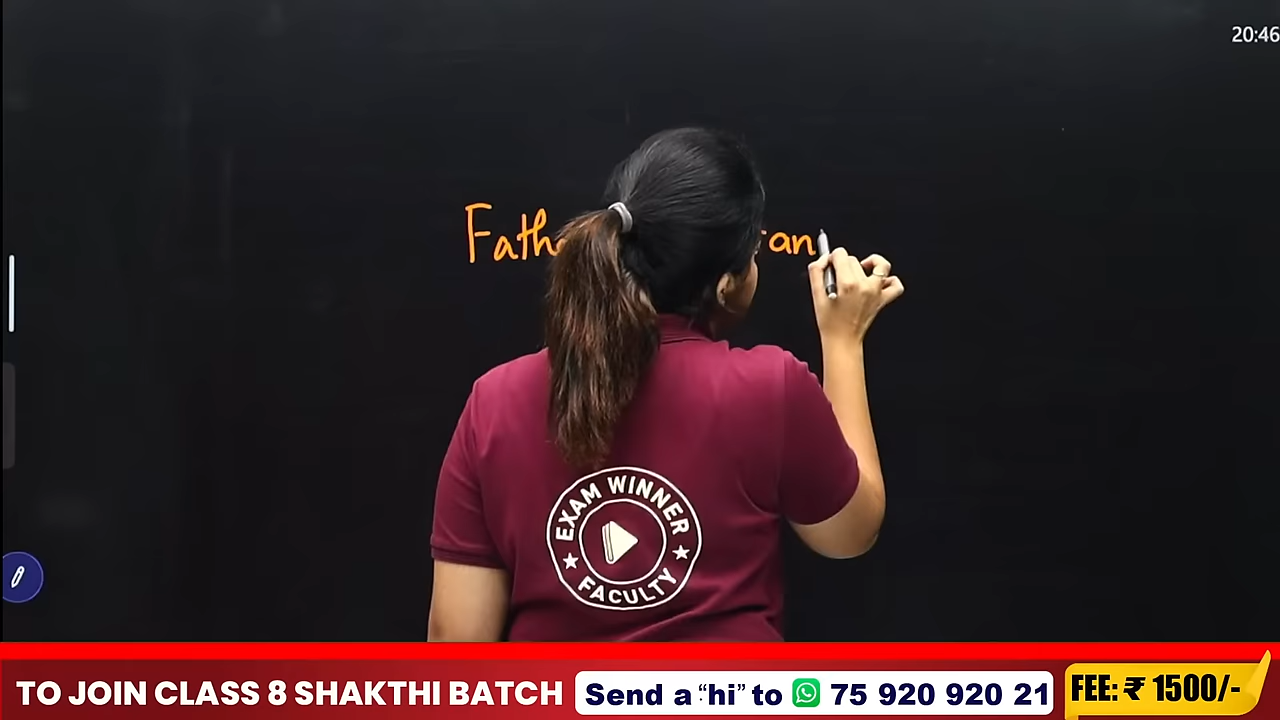 20:46
Fath
an
EXAM WINNER
FACULTY
TO JOIN CLASS 8 SHAKTHI BATCH
Send a “hi” to 75 920 920 21
FEE: ₹ 1500/-